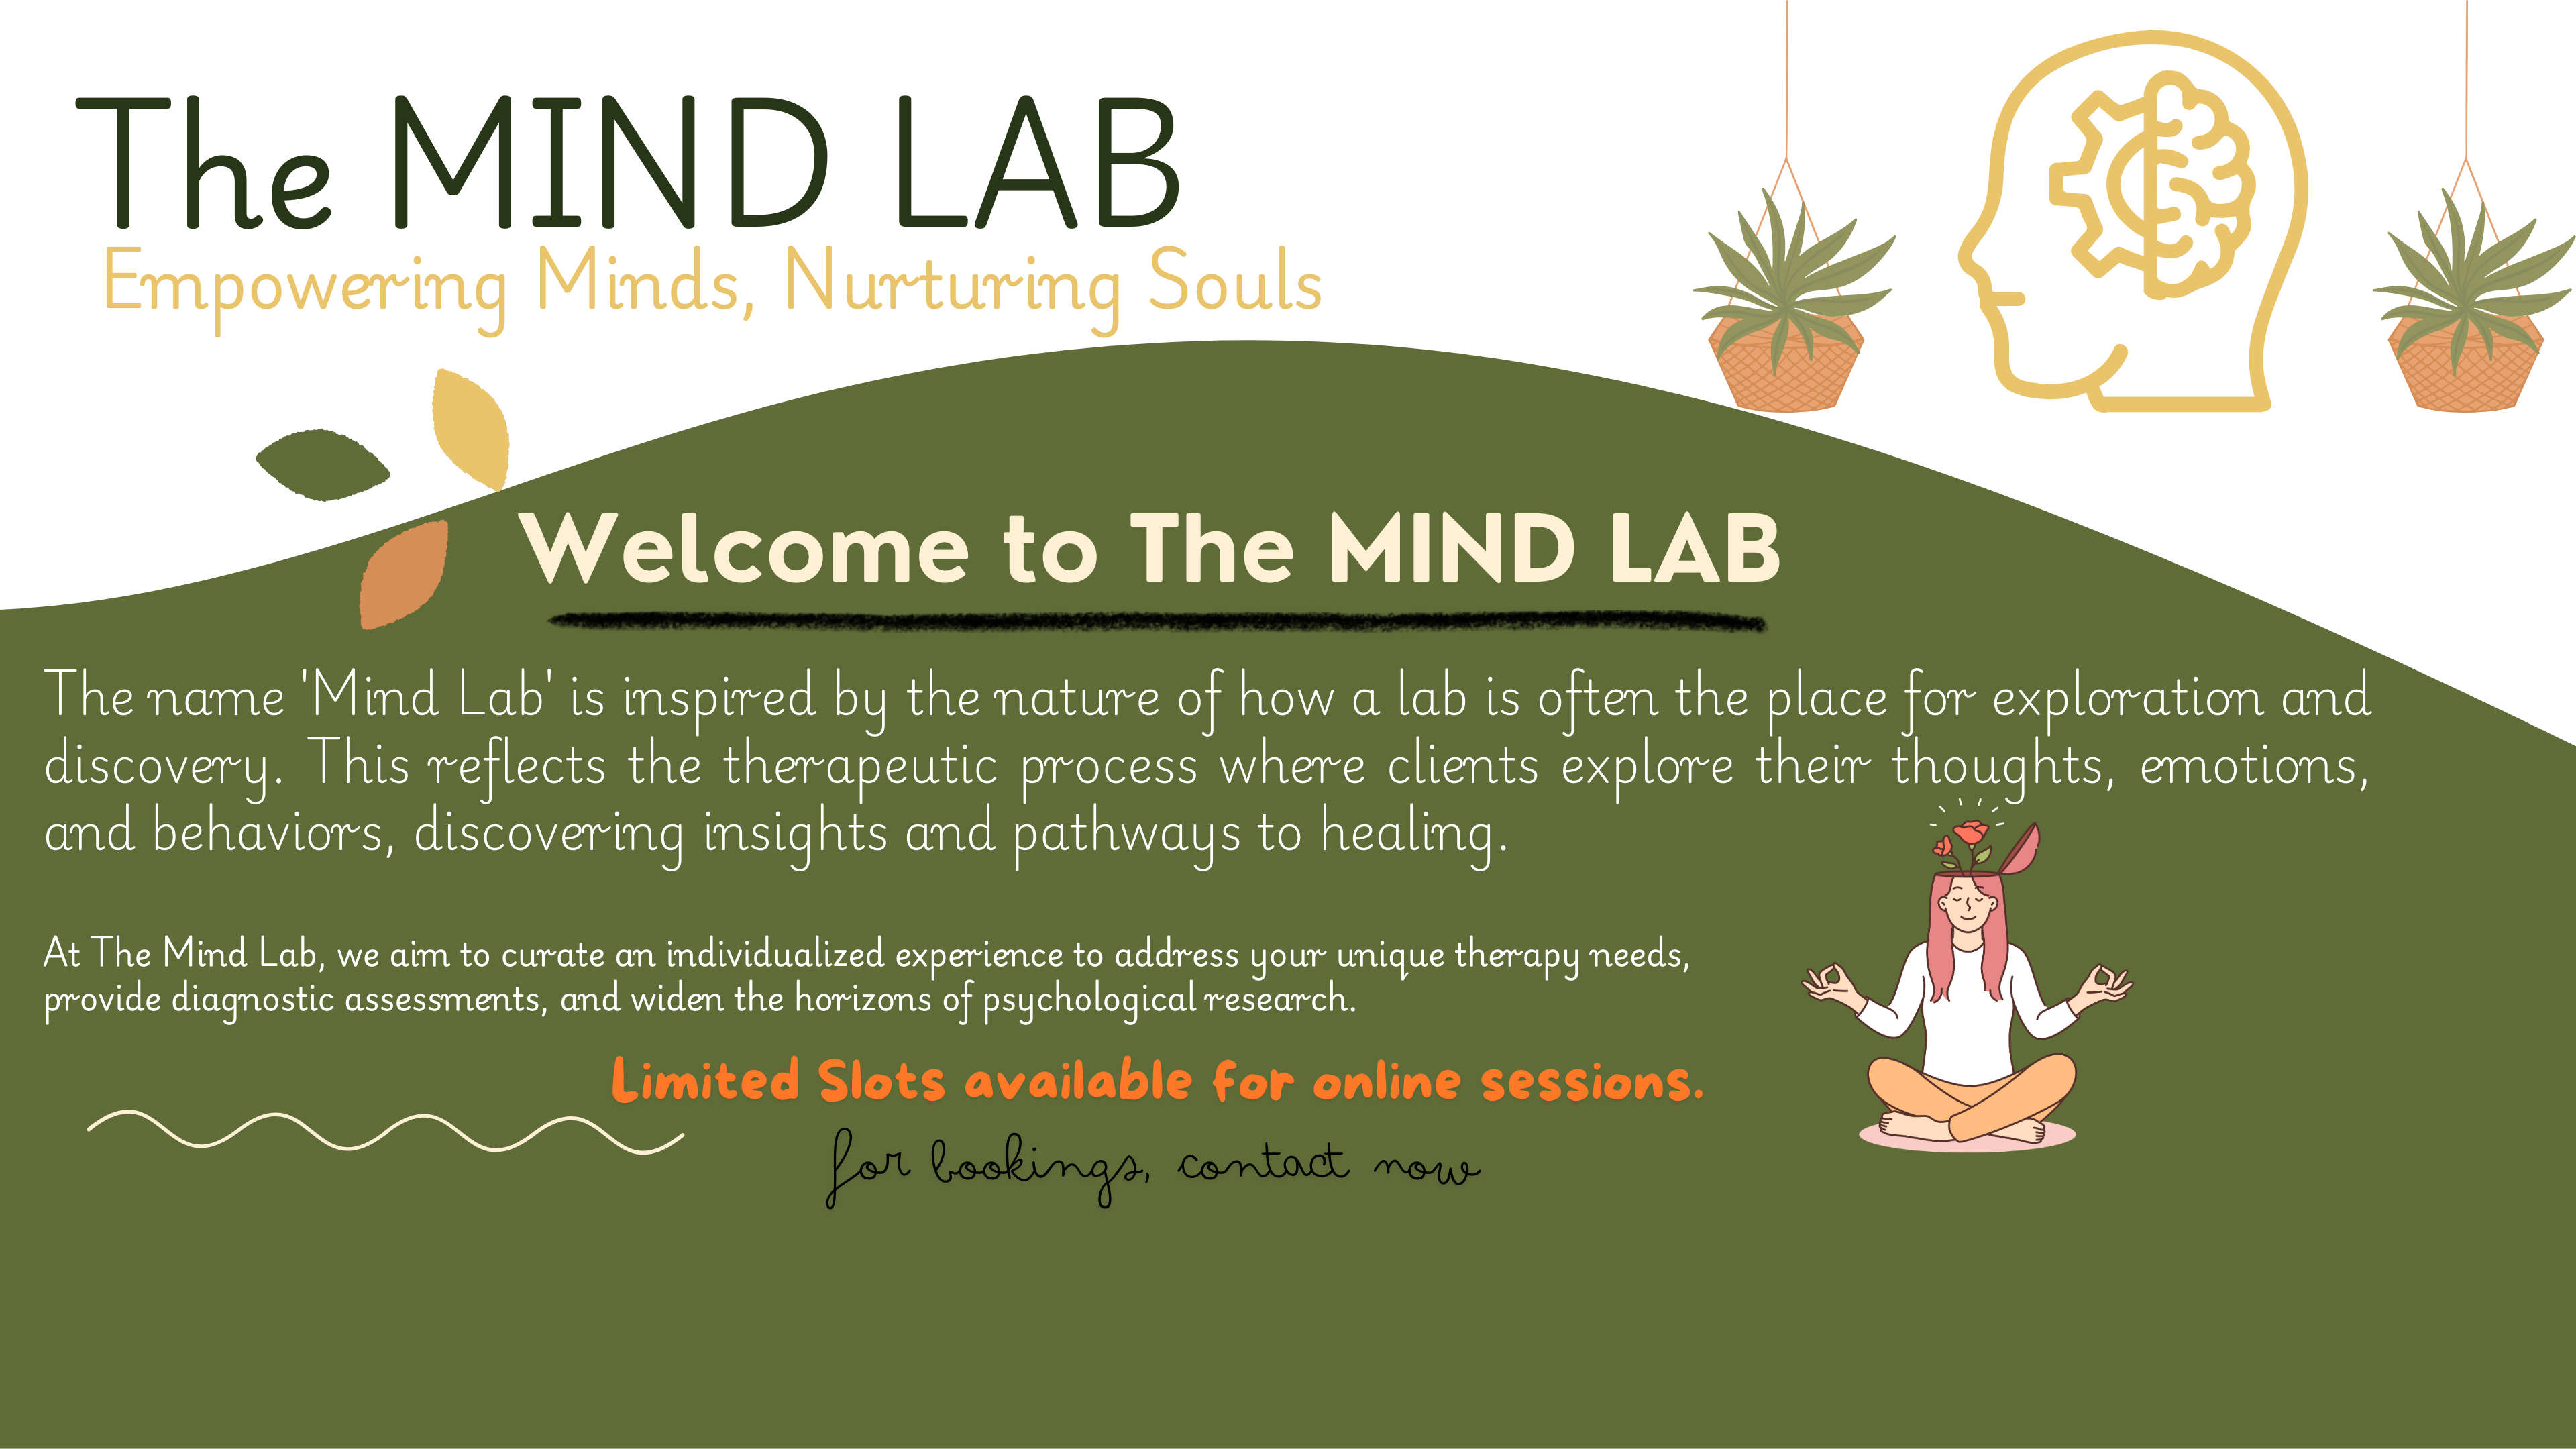 The MIND LAB
Empowering Minds, Nurturing Souls
Welcome to The MIND LAB
The name 'Mind Lab' is inspired by the nature of how a lab is often the place for exploration and
discovery. This reflects the therapeutic process where clients explore their thoughts, emotions,
and behaviors, discovering insights and pathways to healing.
At The Mind Lab, we aim to curate an individualized experience to address your unique therapy needs,
provide diagnostic assessments, and widen the horizons of psychological research.
Limited Slots available for online sessions.
for bookings, contact now